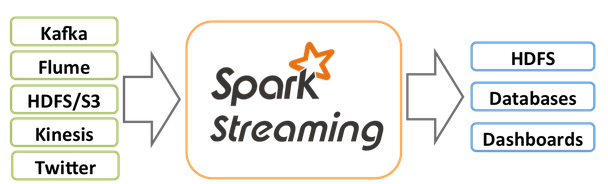 Kafka
Flume
HDFS/S3
Kinesis
Twitter
Spark
Streaming
HDFS
Databases
Dashboards